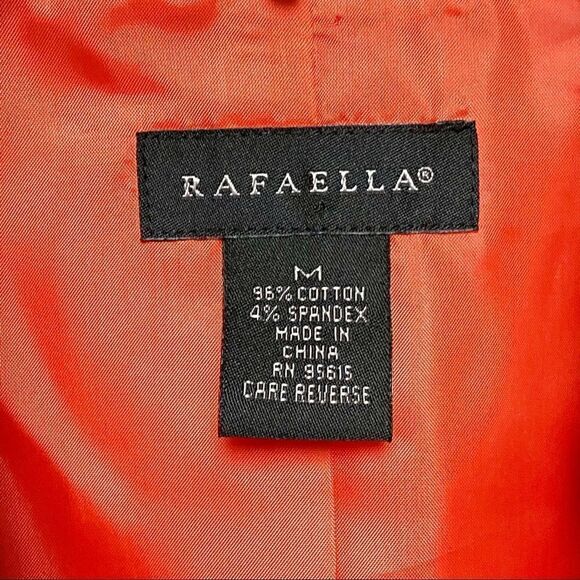 RAFAELLA®
M
96% COTTON
4% SPANDEX
MADE IN
CHINA
RN 95615
CARE REVERSE